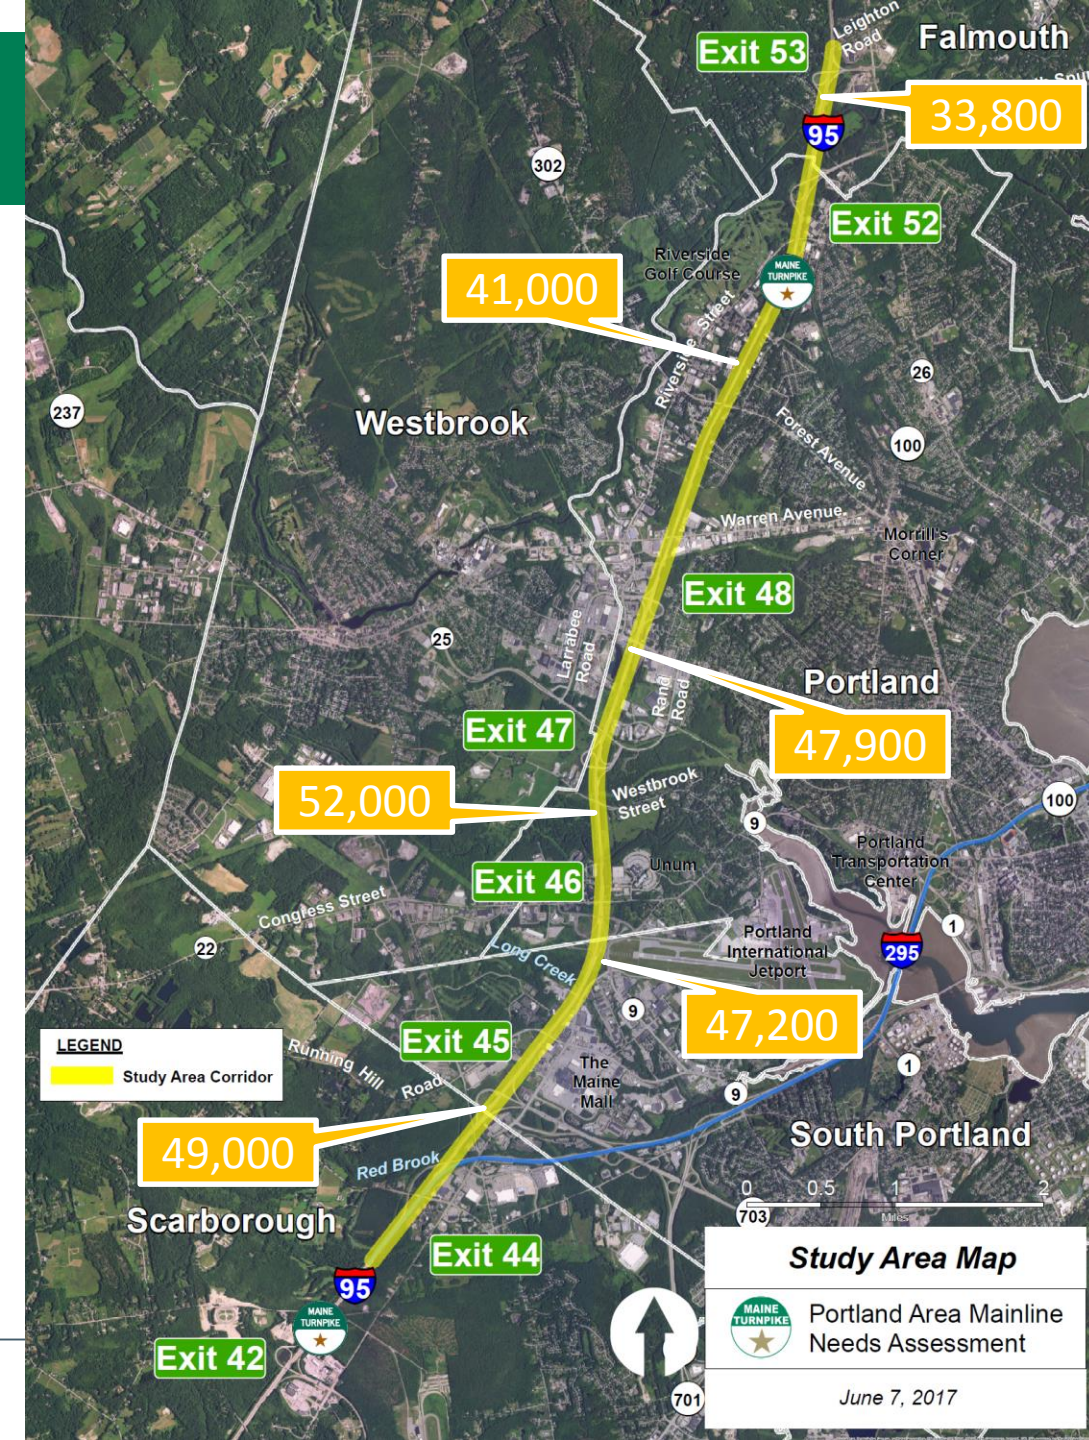 Leighton
Road
Falmouth
Exit 53
33,800
95
302
Exit 52
Riverside
Golf Course
MAINE
TURNPIKE
41,000
Riverside Street
26
237
Westbrook
Forest Avenue
100
Warren Avenue
Morrill's
Corner
Exit 48
25
Larrabee
Road
Rand
Road
Portland
Exit 47
47,900
52,000
Westbrook
Street
100
9
Portland
Transportation
Center
Unum
Exit 46
Congress Street
22
Long Creek
Portland
International
Jetport
1
295
9
47,200
Exit 45
LEGEND
Study Area Corridor
Running Hill Road
The
Maine
Mall
1
9
49,000
Red Brook
South Portland
0 0.5 1 2
Miles
703
Scarborough
Exit 44
95
MAINE
TURNPIKE
Exit 42
701
Study Area Map
MAINE
TURNPIKE
Portland Area Mainline
Needs Assessment
June 7, 2017